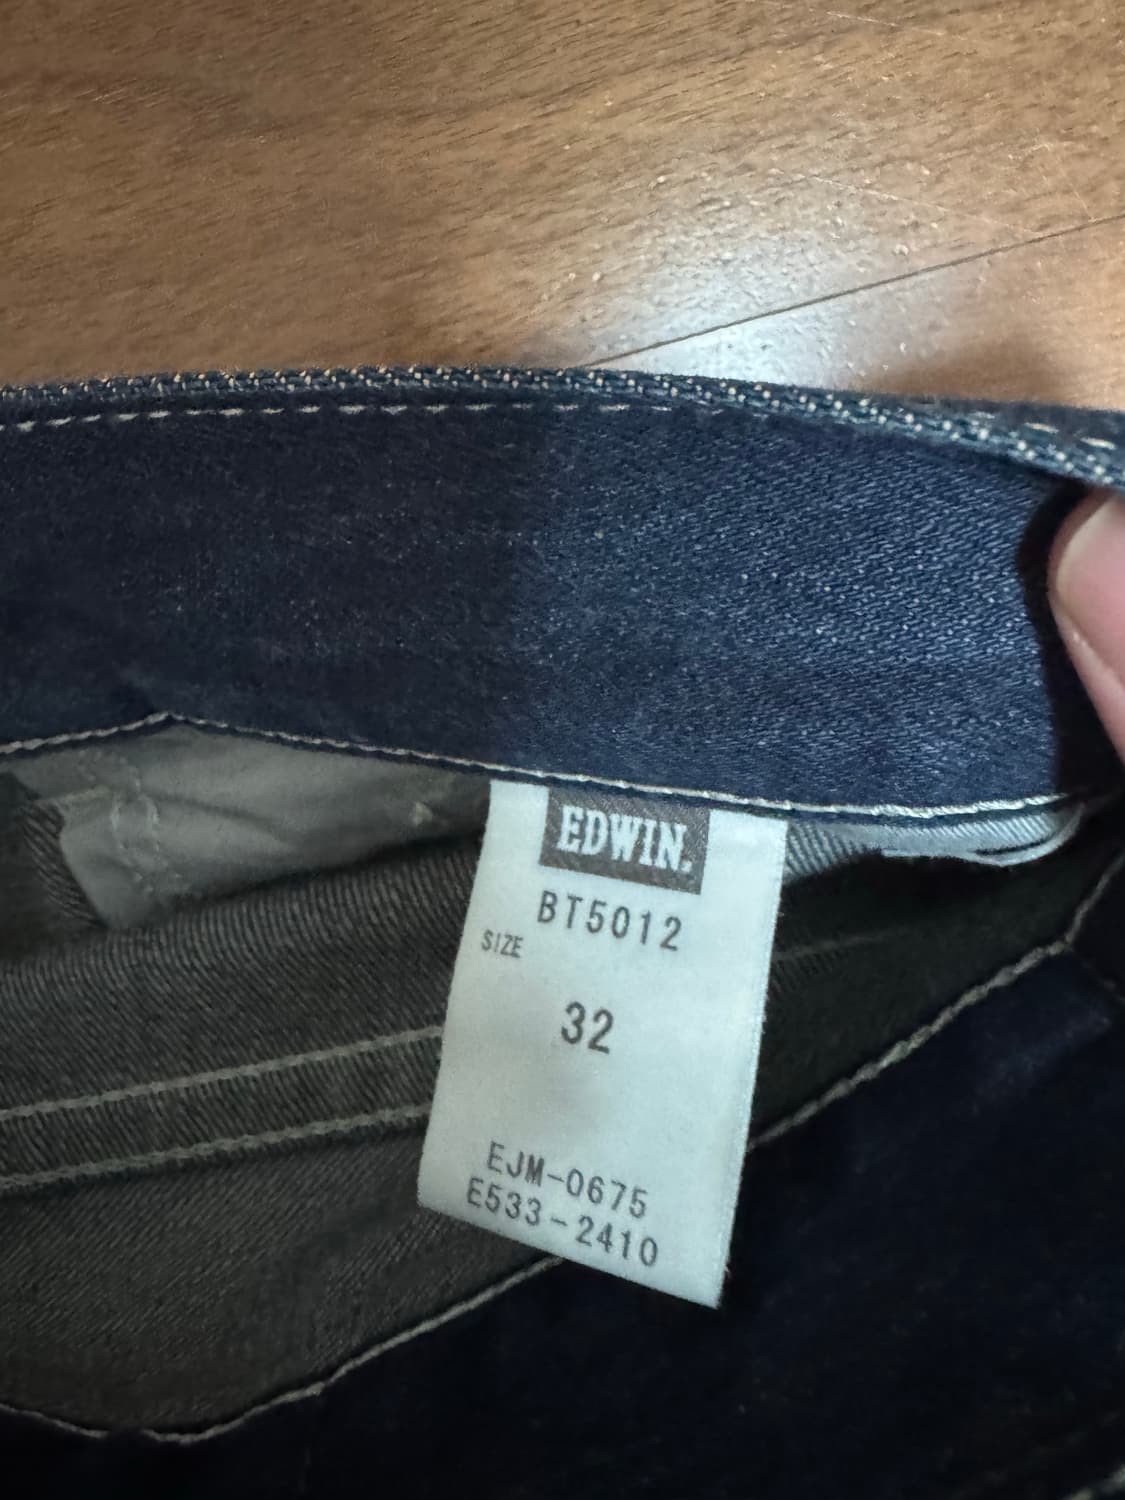 EDWIN.
BT5012
SIZE
32
EJM-0675
E533-2410